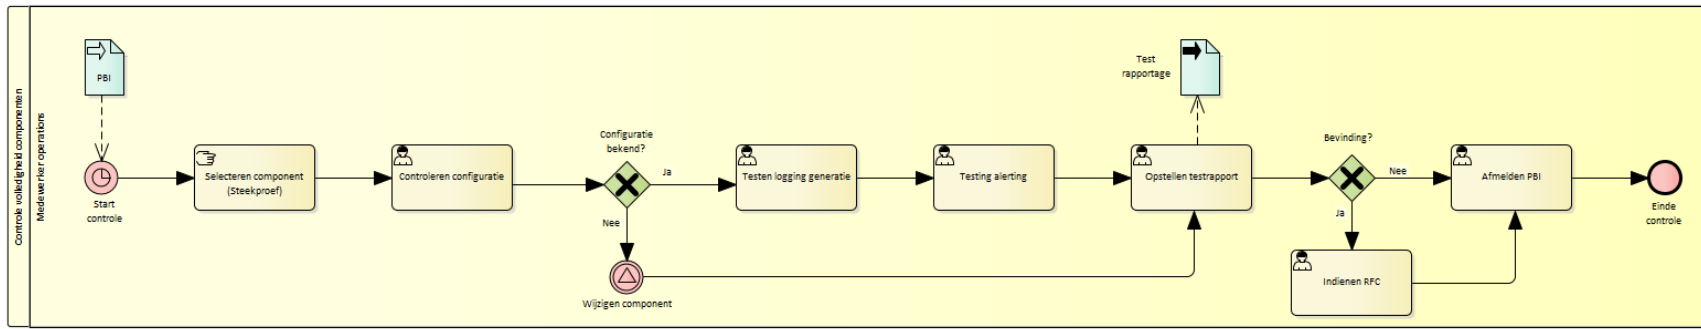 Controle volledigheid componenten
Medewerker operations
PBI
Start
controle
Selecteren component
(Steekproef)
Controleren configuratie
Configuratie
bekend?
Ja
Nee
Wijzigen component
Testen logging generatie
Testing alerting
Test
rapportage
Opstellen testrapport
Bevinding?
Nee
Ja
Indienen RFC
Afmelden PBI
Einde
controle